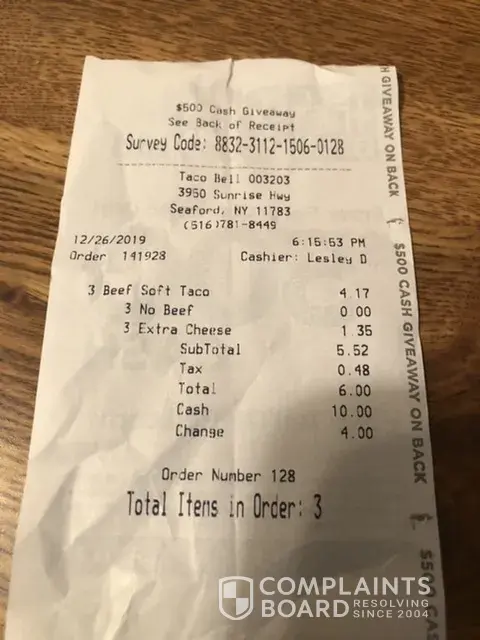 $500 Cash Giveaway
See Back of Receipt
Survey Code: 8832-3112-1506-0128
Taco Bell 003203
3950 Sunrise Hwy
Seaford, NY 11783
(516)781-8449
12/26/2019 6:15:53 PM
Order 141928 Cashier: Lesley D
3 Beef Soft Taco 4.17
3 No Beef 0.00
3 Extra Cheese 1.35
SubTotal 5.52
Tax 0.48
Total 6.00
Cash 10.00
Change 4.00
Order Number 128
Total Items in Order: 3
H GIVEAWAY ON BACK
$500 CASH GIVEAWAY ON BACK
$500 CA
COMPLAINTS
BOARD RESOLVING
SINCE 2004